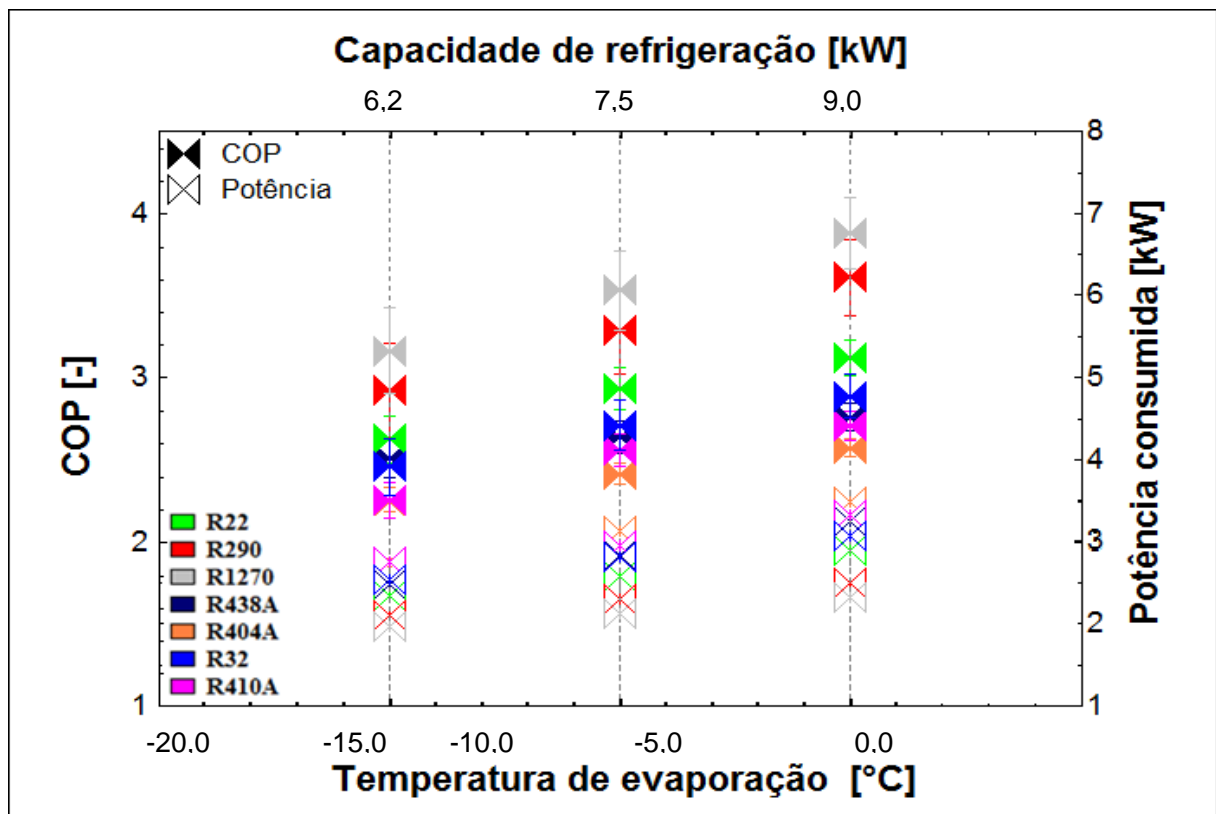 Capacidade de refrigeração [kW]
6,2 7,5 9,0
COP
Potência
4
3
2
1
COP [-]
8
7
6
5
4
3
2
1
Potência consumida [kW]
R22
R290
R1270
R438A
R404A
R32
R410A
-20,0 -15,0 -10,0 -5,0 0,0
Temperatura de evaporação [°C]